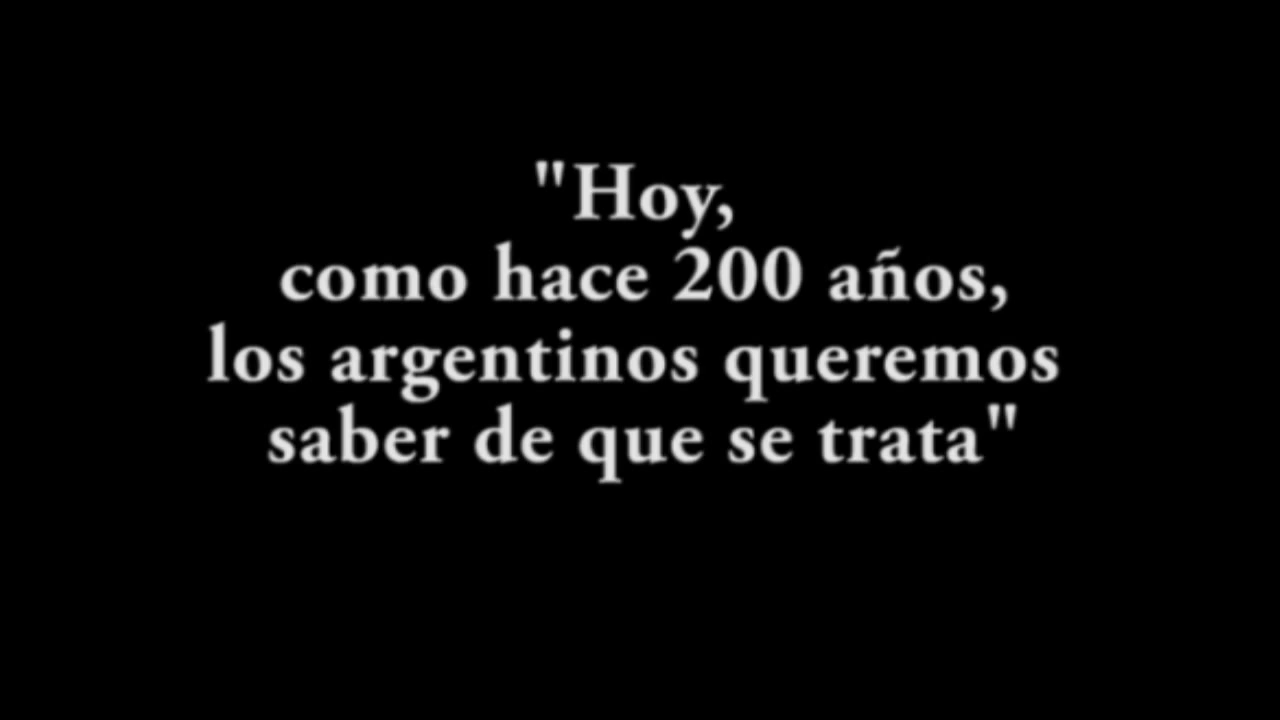 "Hoy,
como hace 200 años,
los argentinos queremos
saber de que se trata"